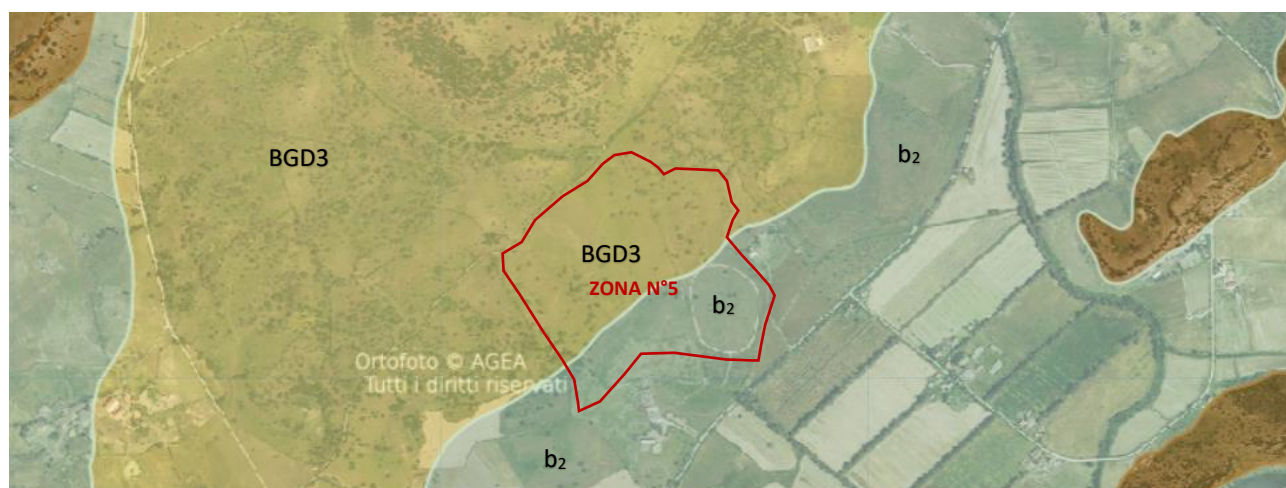 BGD3
b₂
BGD3
ZONA N°5
b₂
Ortofoto © AGEA
Tutti i diritti riservati
b₂